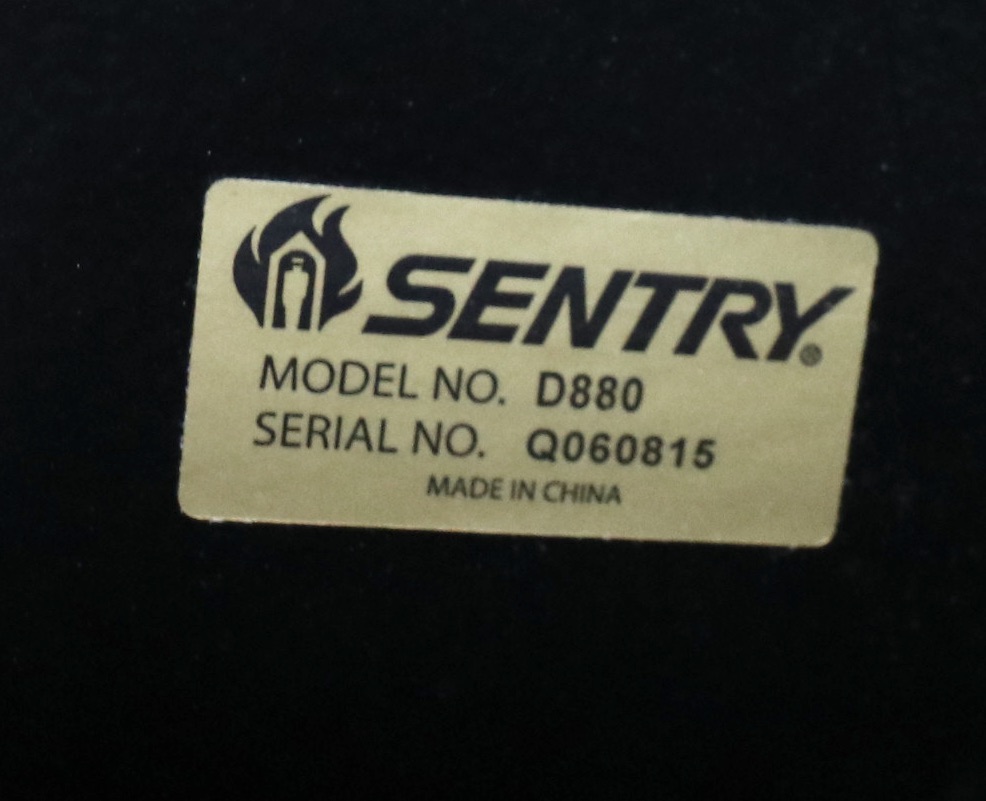 SENTRY®
MODEL NO. D880
SERIAL NO. Q060815
MADE IN CHINA